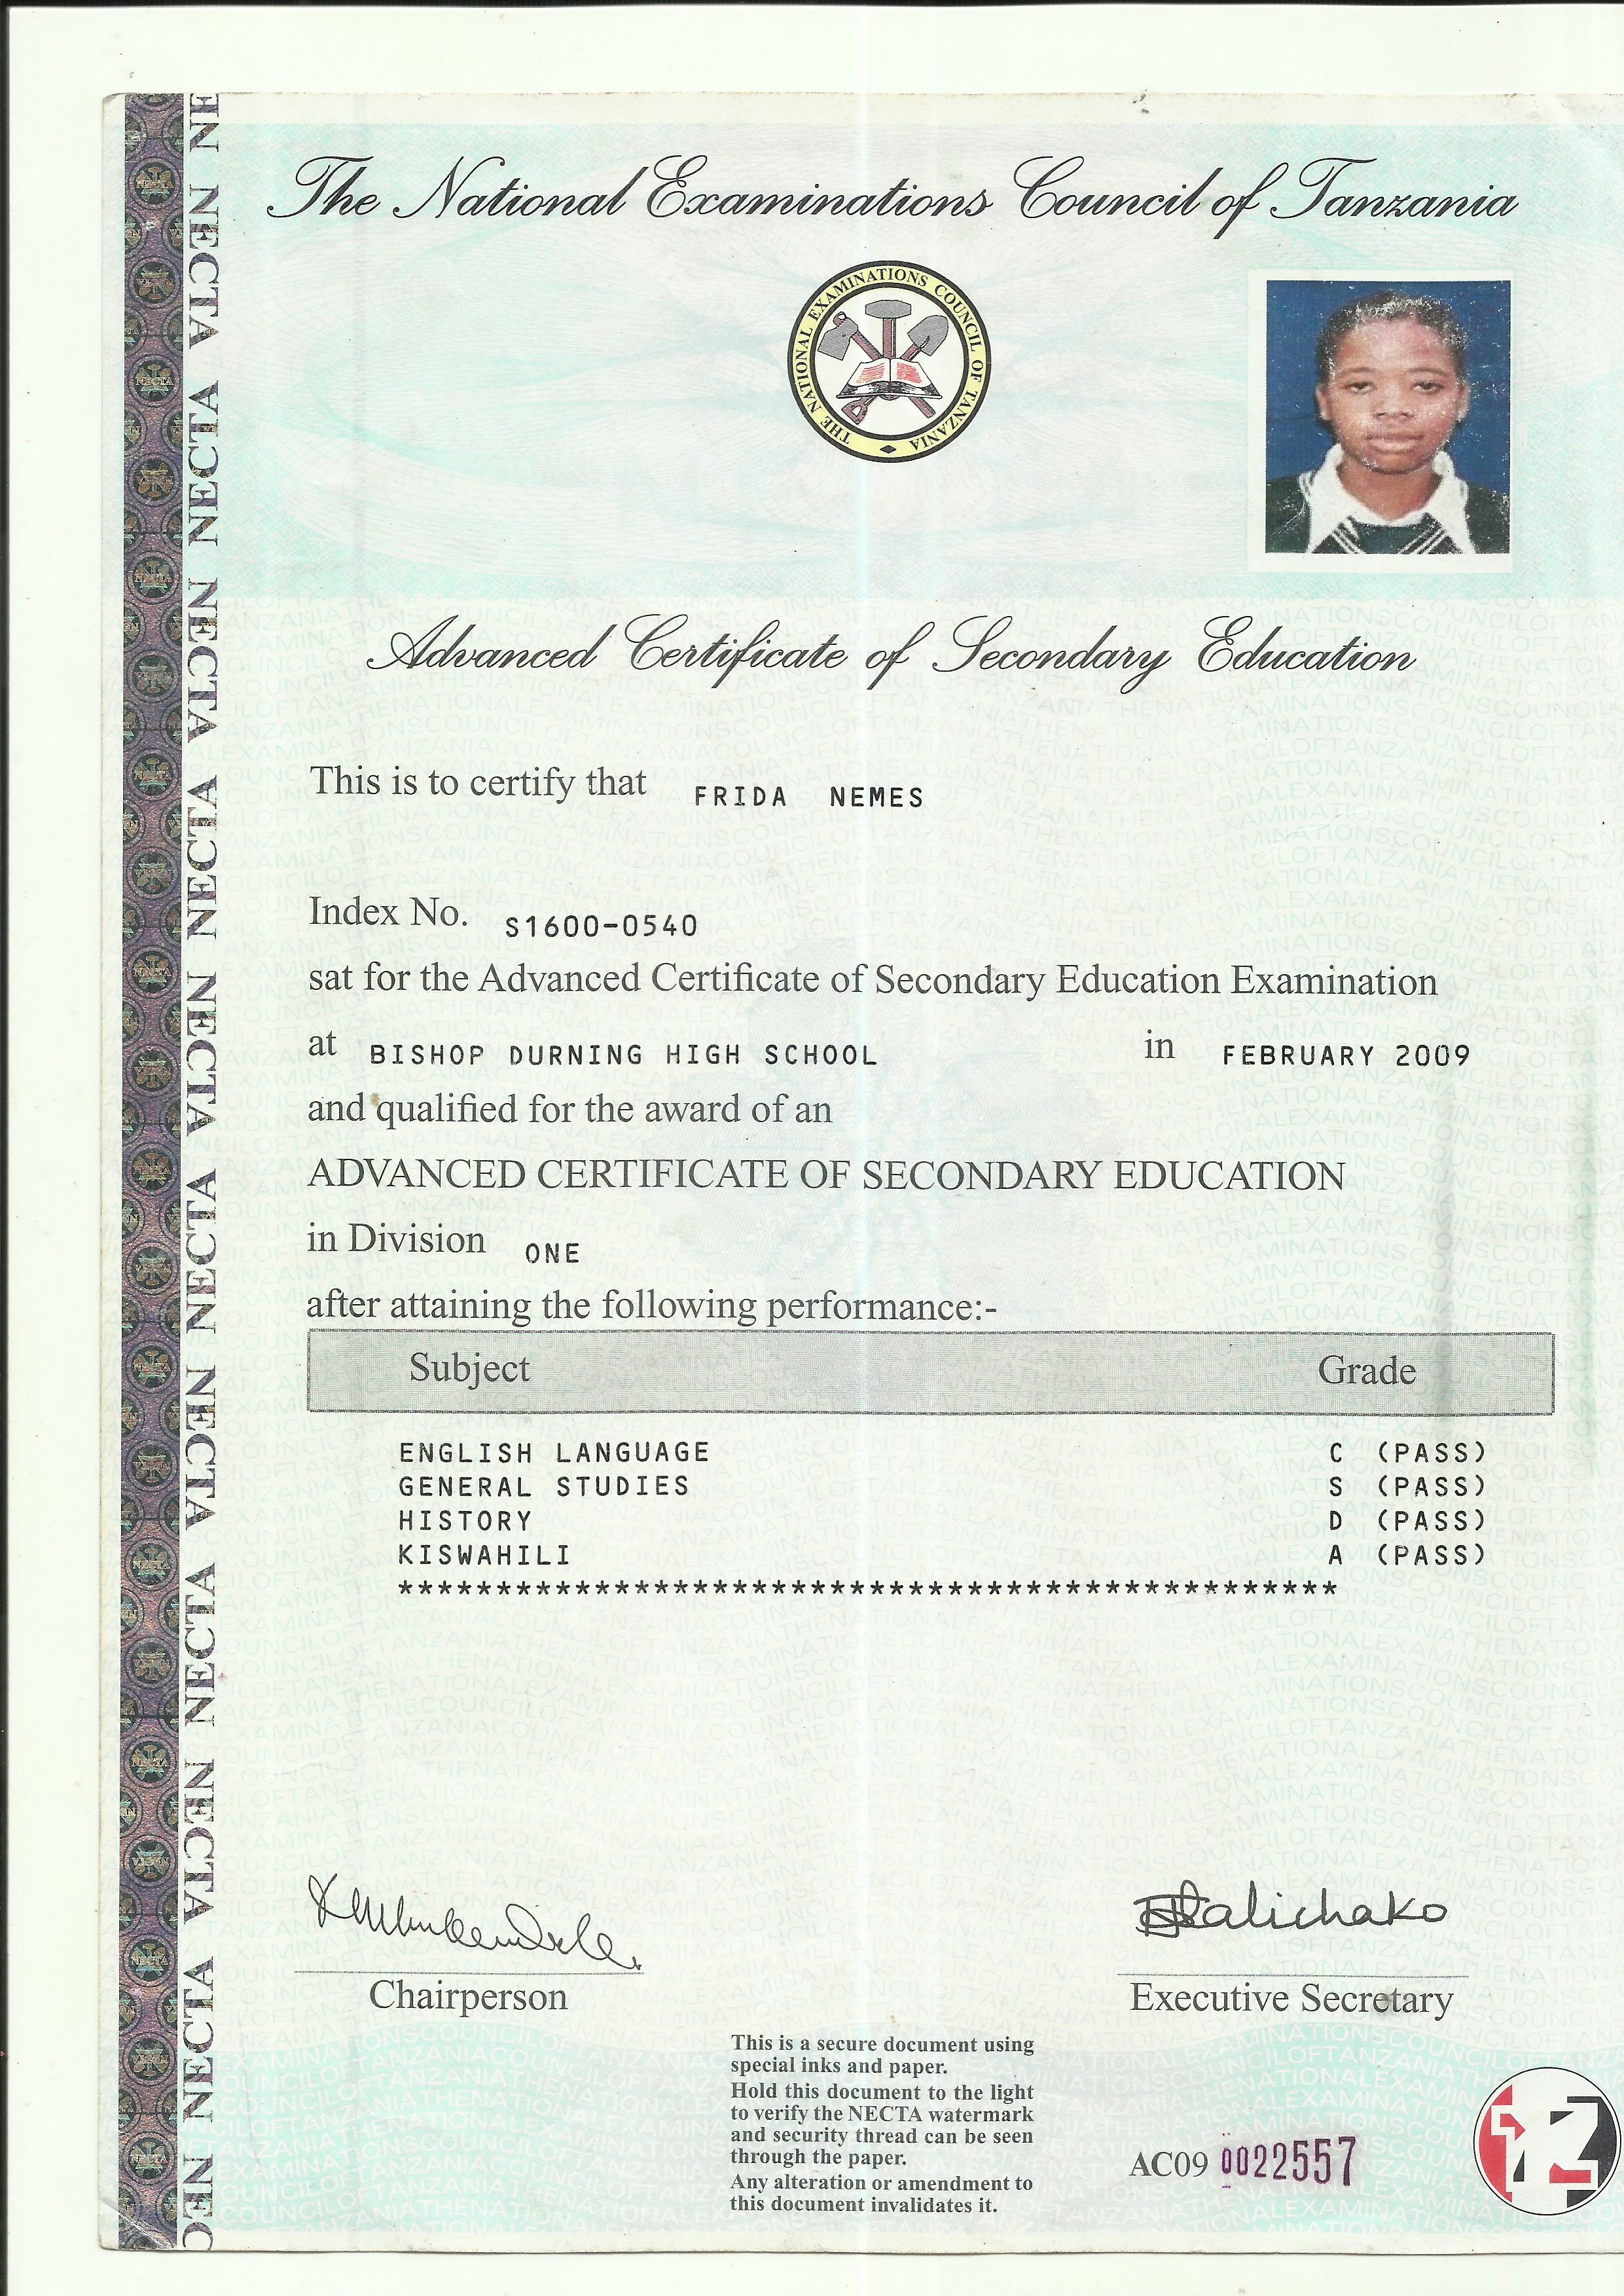 The National Examinations Council of Tanzania
THE NATIONAL EXAMINATIONS COUNCIL OF TANZANIA
Advanced Certificate of Secondary Education
This is to certify that FRIDA NEMES
Index No. S1600-0540
sat for the Advanced Certificate of Secondary Education Examination
at BISHOP DURNING HIGH SCHOOL in FEBRUARY 2009
and qualified for the award of an
ADVANCED CERTIFICATE OF SECONDARY EDUCATION
in Division ONE
after attaining the following performance:-
Subject Grade
ENGLISH LANGUAGE C (PASS)
GENERAL STUDIES S (PASS)
HISTORY D (PASS)
KISWAHILI A (PASS)
************************************************
Chairperson
Executive Secretary
This is a secure document using
special inks and paper.
Hold this document to the light
to verify the NECTA watermark
and security thread can be seen
through the paper.
Any alteration or amendment to
this document invalidates it.
AC09 0022557
NECTA NECTA NECTA NECTA NECTA NECTA NECTA NECTA NECTA NECTA